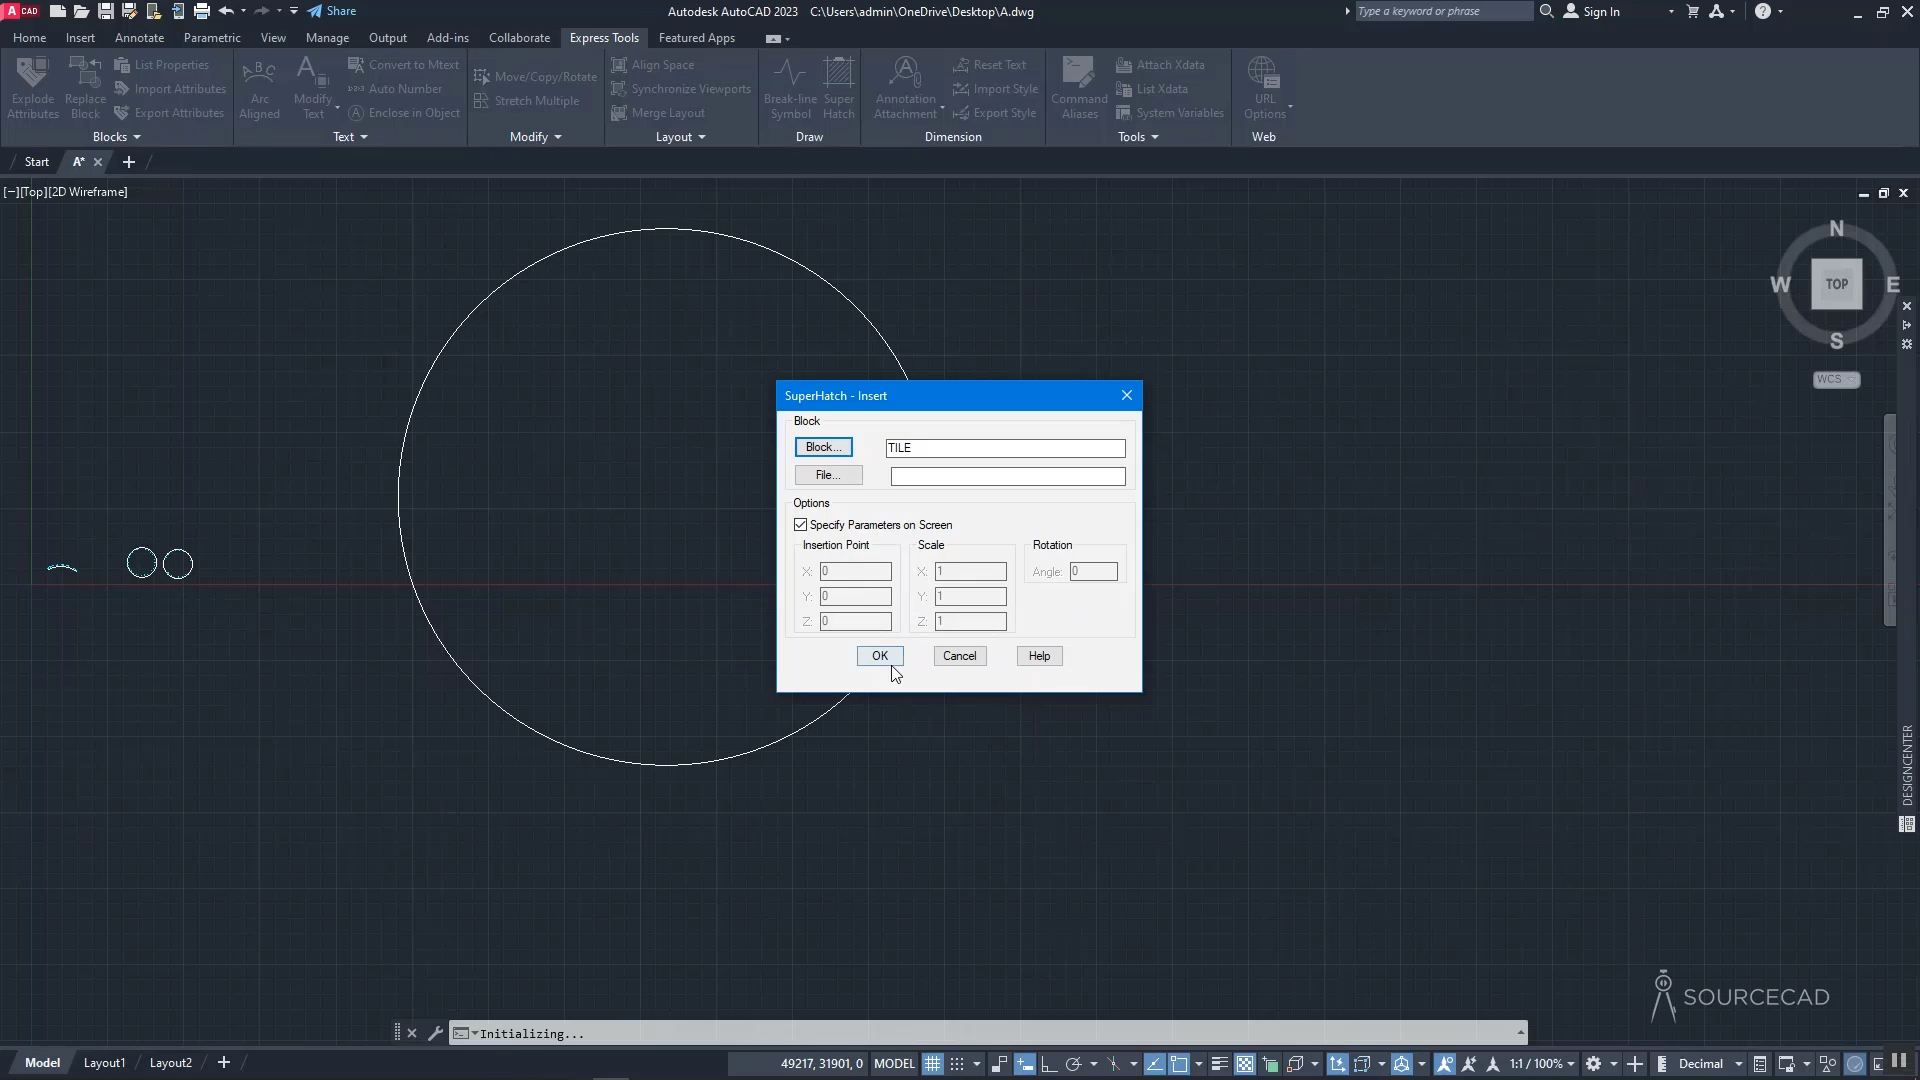 A CAD
Share
Autodesk AutoCAD 2023 C:\Users\admin\OneDrive\Desktop\A.dwg
Type a keyword or phrase
Sign In
Home Insert Annotate Parametric View Manage Output Add-ins Collaborate Express Tools Featured Apps
Explode Attributes
Replace Block
List Properties
Import Attributes
Export Attributes
Blocks
Arc Aligned
Modify Text
Convert to Mtext
Auto Number
Enclose in Object
Text
Move/Copy/Rotate
Stretch Multiple
Modify
Align Space
Synchronize Viewports
Merge Layout
Layout
Break-line Symbol
Super Hatch
Draw
Annotation Attachment
Reset Text
Import Style
Export Style
Dimension
Command Aliases
Attach Xdata
List Xdata
System Variables
Tools
URL Options
Web
Start A*
[−][Top][2D Wireframe]
N
W TOP E
S
WCS
SuperHatch - Insert
Block
Block... TILE
File...
Options
Specify Parameters on Screen
Insertion Point Scale Rotation
X: 0 X: 1 Angle: 0
Y: 0 Y: 1
Z: 0 Z: 1
OK Cancel Help
DESIGNCENTER
SOURCECAD
Initializing...
Model Layout1 Layout2
49217, 31901, 0 MODEL 1:1 / 100% Decimal